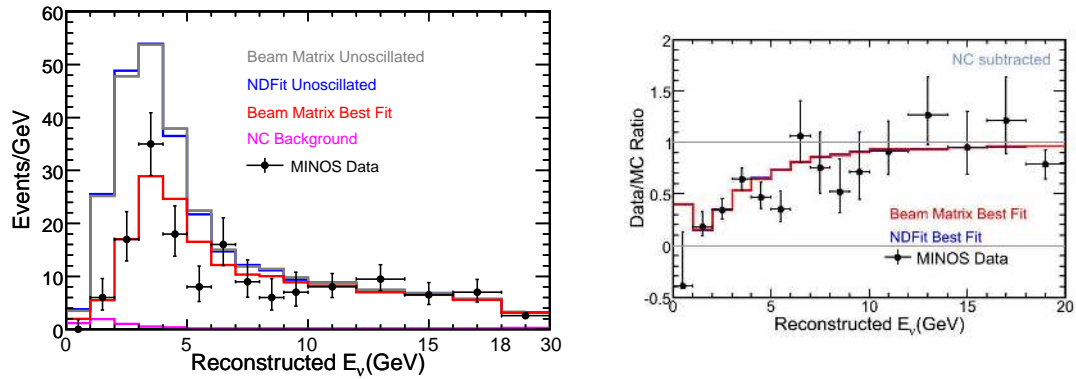 60
50
40
30
20
10
0
Events/GeV
Beam Matrix Unoscillated
NDFit Unoscillated
Beam Matrix Best Fit
NC Background
MINOS Data
0 5 10 15 18 30
Reconstructed Eν(GeV)
2
1.5
1
0.5
0
-0.5
Data/MC Ratio
NC subtracted
Beam Matrix Best Fit
NDFit Best Fit
MINOS Data
0 5 10 15 20
Reconstructed Eν(GeV)